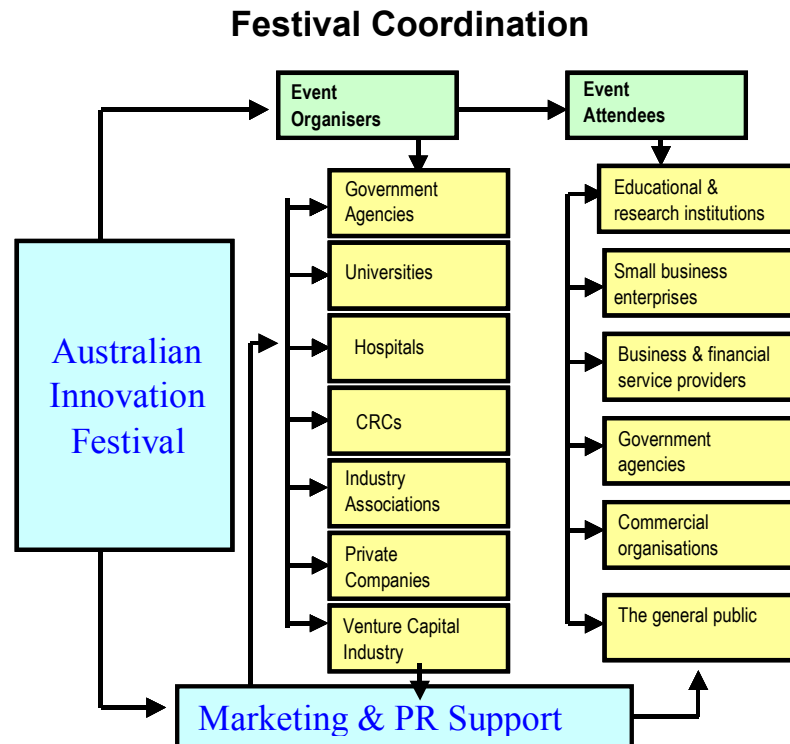 Festival Coordination
Event
Organisers
Event
Attendees
Australian
Innovation
Festival
Government
Agencies
Universities
Hospitals
CRCs
Industry
Associations
Private
Companies
Venture Capital
Industry
Educational &
research institutions
Small business
enterprises
Business & financial
service providers
Government
agencies
Commercial
organisations
The general public
Marketing & PR Support